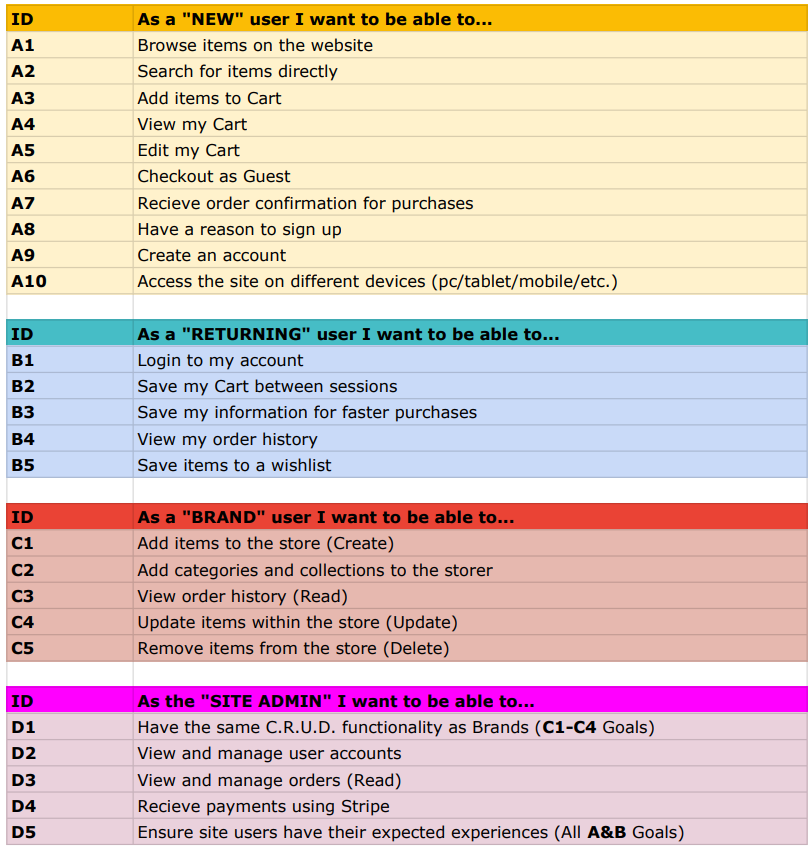 ID As a "NEW" user I want to be able to...
A1 Browse items on the website
A2 Search for items directly
A3 Add items to Cart
A4 View my Cart
A5 Edit my Cart
A6 Checkout as Guest
A7 Recieve order confirmation for purchases
A8 Have a reason to sign up
A9 Create an account
A10 Access the site on different devices (pc/tablet/mobile/etc.)
ID As a "RETURNING" user I want to be able to...
B1 Login to my account
B2 Save my Cart between sessions
B3 Save my information for faster purchases
B4 View my order history
B5 Save items to a wishlist
ID As a "BRAND" user I want to be able to...
C1 Add items to the store (Create)
C2 Add categories and collections to the storer
C3 View order history (Read)
C4 Update items within the store (Update)
C5 Remove items from the store (Delete)
ID As the "SITE ADMIN" I want to be able to...
D1 Have the same C.R.U.D. functionality as Brands (C1-C4 Goals)
D2 View and manage user accounts
D3 View and manage orders (Read)
D4 Recieve payments using Stripe
D5 Ensure site users have their expected experiences (All A&B Goals)